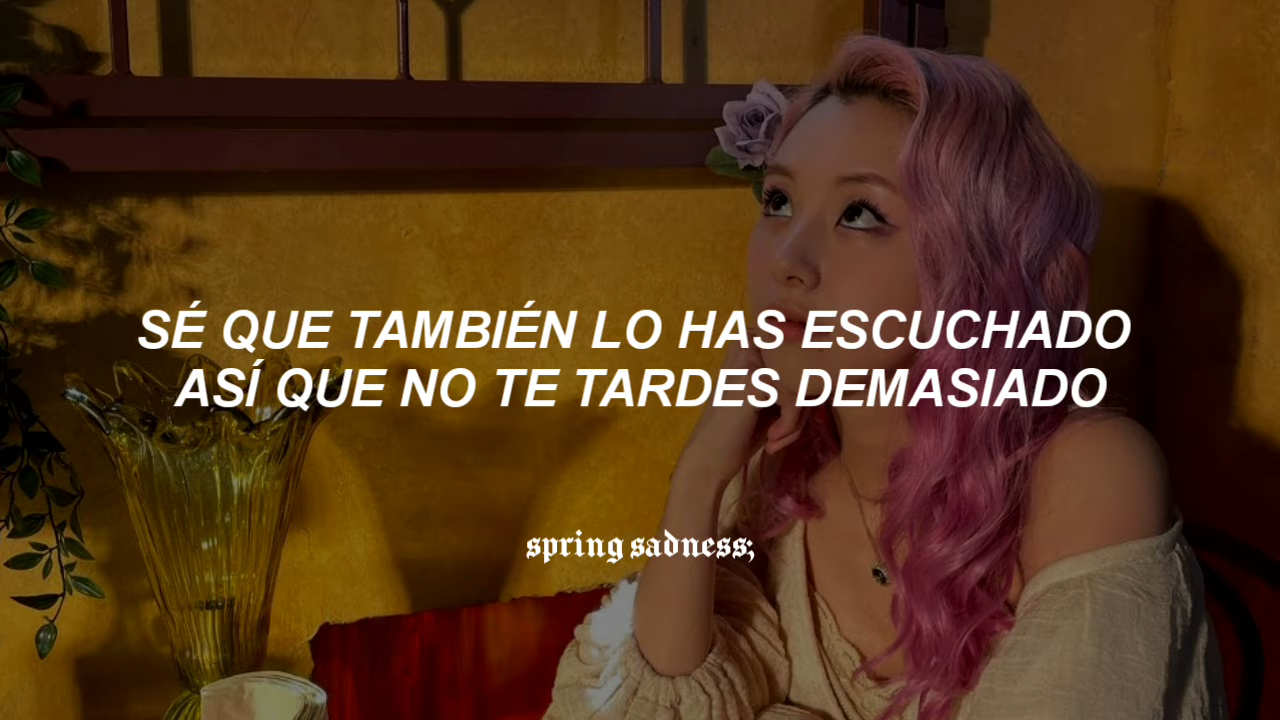 SÉ QUE TAMBIÉN LO HAS ESCUCHADO
ASÍ QUE NO TE TARDES DEMASIADO
spring sadness;